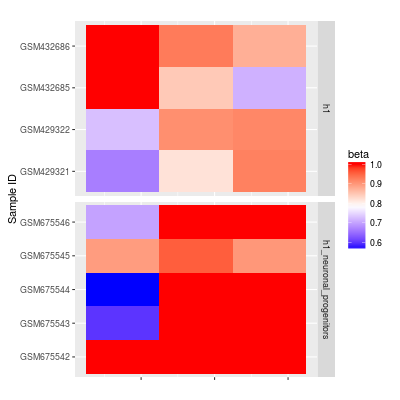 Sample ID
GSM432686
GSM432685
GSM429322
GSM429321
h1
GSM675546
GSM675545
GSM675544
GSM675543
GSM675542
h1_neuronal_progenitors
beta
1.0
0.9
0.8
0.7
0.6